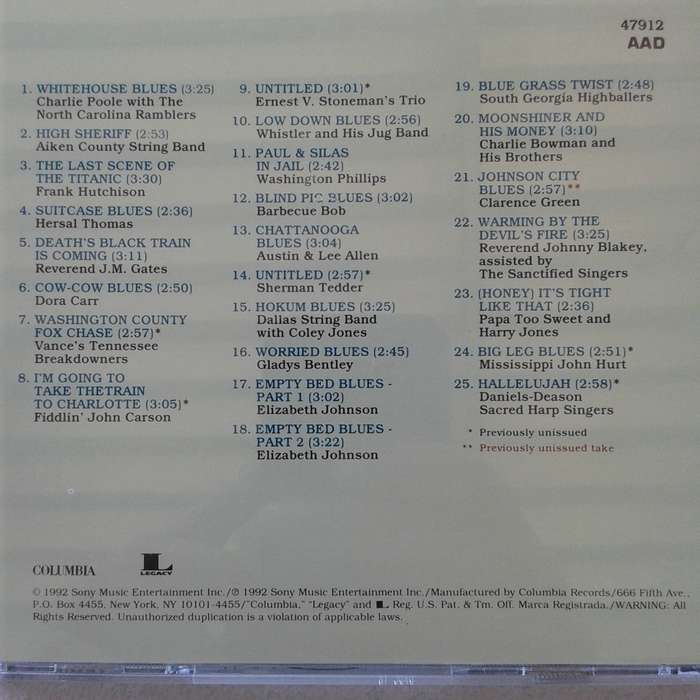 47912
AAD
1. WHITEHOUSE BLUES (3:25)
Charlie Poole with The
North Carolina Ramblers
2. HIGH SHERIFF (2:53)
Aiken County String Band
3. THE LAST SCENE OF
THE TITANIC (3:30)
Frank Hutchison
4. SUITCASE BLUES (2:36)
Hersal Thomas
5. DEATH'S BLACK TRAIN
IS COMING (3:11)
Reverend J.M. Gates
6. COW-COW BLUES (2:50)
Dora Carr
7. WASHINGTON COUNTY
FOX CHASE (2:57)*
Vance's Tennessee
Breakdowners
8. I'M GOING TO
TAKE THETRAIN
TO CHARLOTTE (3:05)*
Fiddlin' John Carson
9. UNTITLED (3:01)*
Ernest V. Stoneman's Trio
10. LOW DOWN BLUES (2:56)
Whistler and His Jug Band
11. PAUL & SILAS
IN JAIL (2:42)
Washington Phillips
12. BLIND PIG BLUES (3:02)
Barbecue Bob
13. CHATTANOOGA
BLUES (3:04)
Austin & Lee Allen
14. UNTITLED (2:57)*
Sherman Tedder
15. HOKUM BLUES (3:25)
Dallas String Band
with Coley Jones
16. WORRIED BLUES (2:45)
Gladys Bentley
17. EMPTY BED BLUES -
PART 1 (3:02)
Elizabeth Johnson
18. EMPTY BED BLUES -
PART 2 (3:22)
Elizabeth Johnson
19. BLUE GRASS TWIST (2:48)
South Georgia Highballers
20. MOONSHINER AND
HIS MONEY (3:10)
Charlie Bowman and
His Brothers
21. JOHNSON CITY
BLUES (2:57)**
Clarence Green
22. WARMING BY THE
DEVIL'S FIRE (3:25)
Reverend Johnny Blakey,
assisted by
The Sanctified Singers
23. (HONEY) IT'S TIGHT
LIKE THAT (2:36)
Papa Too Sweet and
Harry Jones
24. BIG LEG BLUES (2:51)*
Mississippi John Hurt
25. HALLELUJAH (2:58)*
Daniels-Deason
Sacred Harp Singers
* Previously unissued
** Previously unissued take
COLUMBIA
L
LEGACY
© 1992 Sony Music Entertainment Inc./℗ 1992 Sony Music Entertainment Inc./Manufactured by Columbia Records/666 Fifth Ave.,
P.O. Box 4455, New York, NY 10101-4455/"Columbia," "Legacy" and L Reg. U.S. Pat. & Tm. Off. Marca Registrada./WARNING: All
Rights Reserved. Unauthorized duplication is a violation of applicable laws.